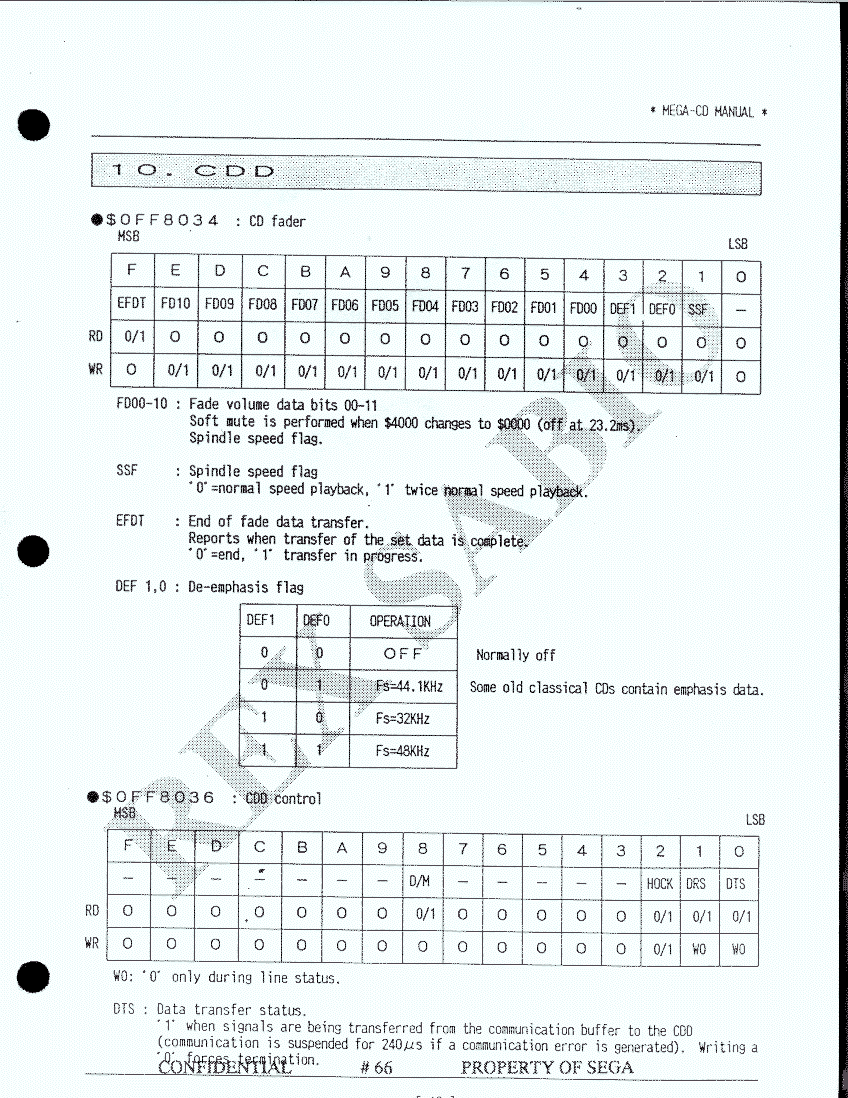 * MEGA-CD MANUAL *
10. CDD
●$0FF8034 : CD fader
MSB LSB
F E D C B A 9 8 7 6 5 4 3 2 1 0
EFDT FD10 FD09 FD08 FD07 FD06 FD05 FD04 FD03 FD02 FD01 FD00 DEF1 DEF0 SSF —
RD 0/1 0 0 0 0 0 0 0 0 0 0 0 0 0 0 0
WR 0 0/1 0/1 0/1 0/1 0/1 0/1 0/1 0/1 0/1 0/1 0/1 0/1 0/1 0/1 0
FD00-10 : Fade volume data bits 00-11
Soft mute is performed when $4000 changes to $0000 (off at 23.2ms).
Spindle speed flag.
SSF : Spindle speed flag
'0'=normal speed playback, '1' twice normal speed playback.
EFDT : End of fade data transfer.
Reports when transfer of the set data is complete.
'0'=end, '1' transfer in progress.
DEF 1,0 : De-emphasis flag
DEF1 DEF0 OPERATION
0 0 OFF Normally off
0 1 Fs=44.1KHz Some old classical CDs contain emphasis data.
1 0 Fs=32KHz
1 1 Fs=48KHz
●$0FF8036 : CDD control
MSB LSB
F E D C B A 9 8 7 6 5 4 3 2 1 0
— — — — — — — D/M — — — — — HOCK DRS DTS
RD 0 0 0 0 0 0 0 0/1 0 0 0 0 0 0/1 0/1 0/1
WR 0 0 0 0 0 0 0 0 0 0 0 0 0 0/1 W0 W0
W0: '0' only during line status.
DTS : Data transfer status.
'1' when signals are being transferred from the communication buffer to the CDD
(communication is suspended for 240μs if a communication error is generated). Writing a
'0' forces termination.
CONFIDENTIAL #66 PROPERTY OF SEGA
REX SABIO